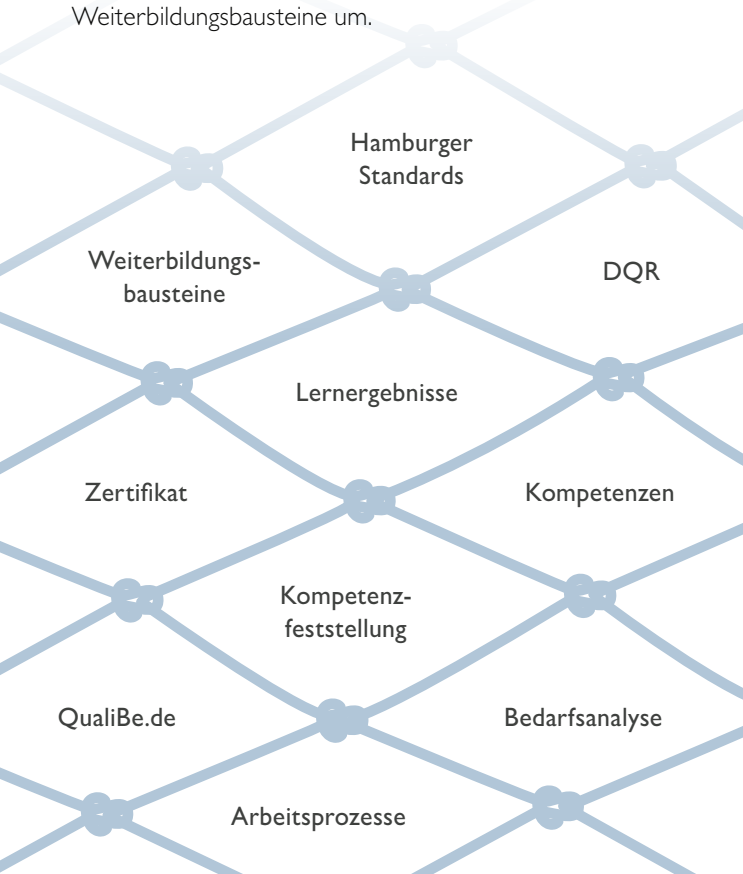 Weiterbildungsbausteine um.
Hamburger
Standards
Weiterbildungs-
bausteine
DQR
Lernergebnisse
Zertifikat
Kompetenzen
Kompetenz-
feststellung
QualiBe.de
Bedarfsanalyse
Arbeitsprozesse